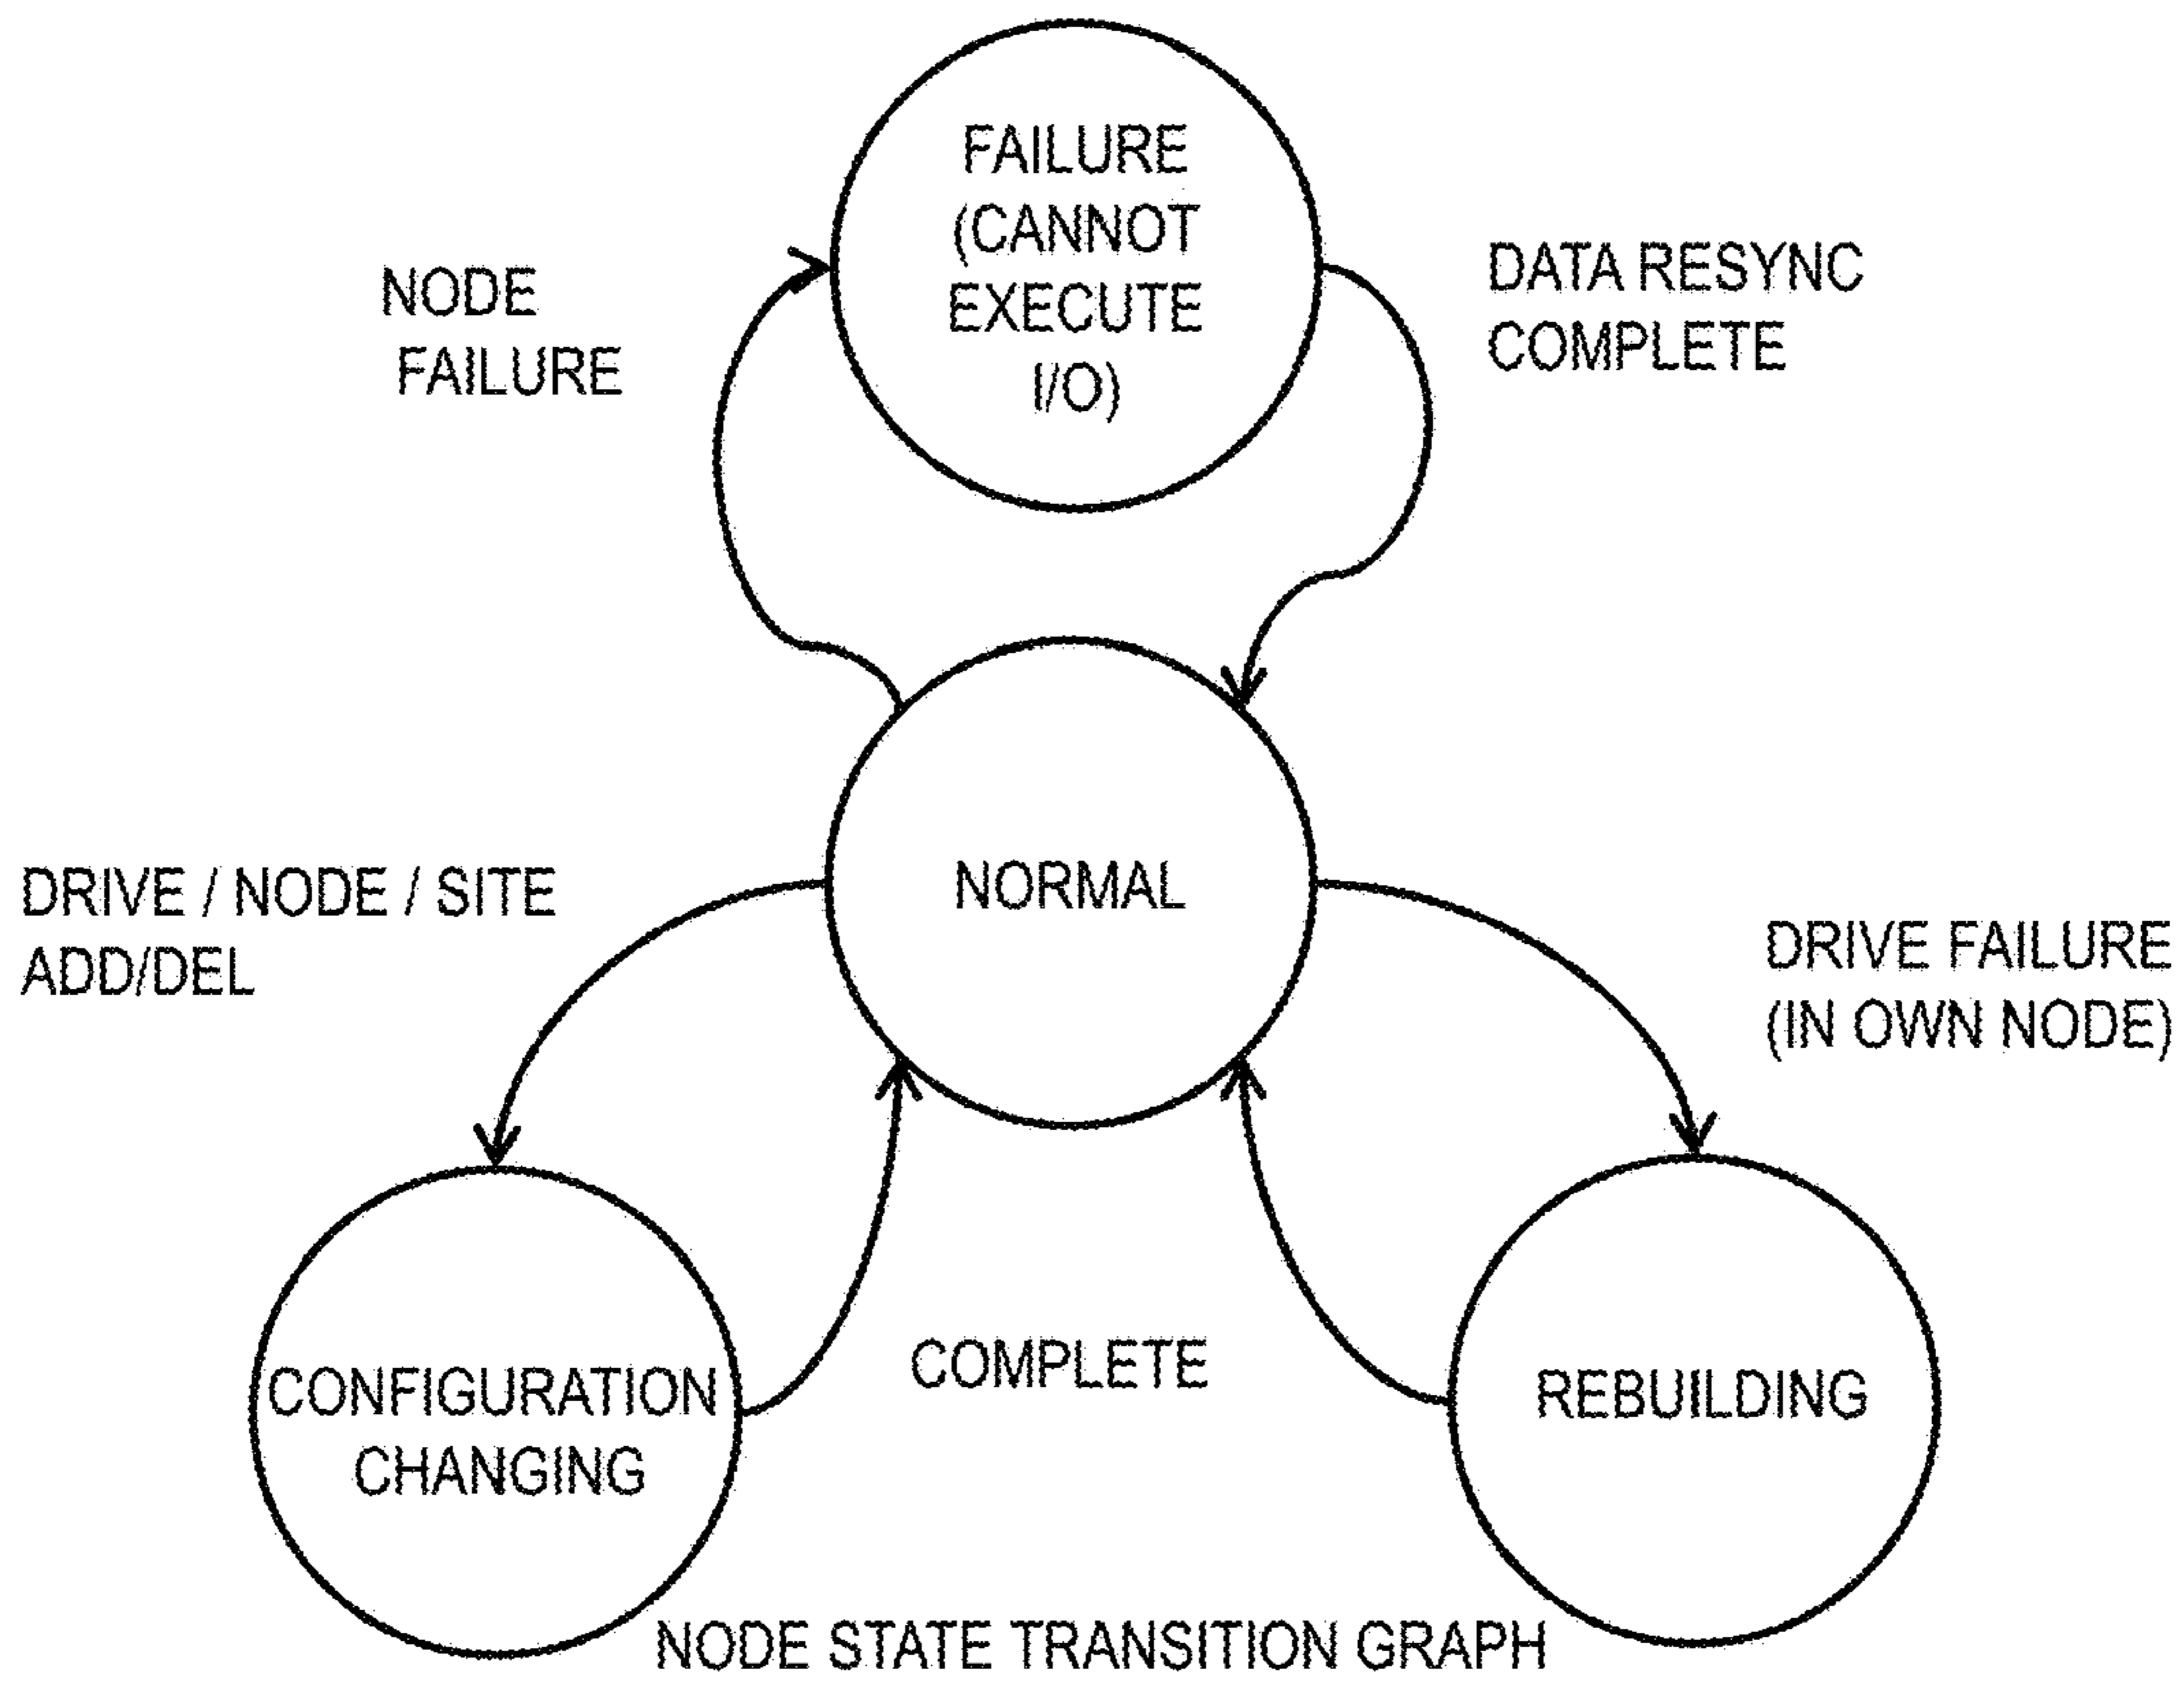 FAILURE
(CANNOT
EXECUTE
I/O)
NODE
FAILURE
DATA RESYNC
COMPLETE
NORMAL
DRIVE / NODE / SITE
ADD/DEL
DRIVE FAILURE
(IN OWN NODE)
CONFIGURATION
CHANGING
COMPLETE
REBUILDING
NODE STATE TRANSITION GRAPH